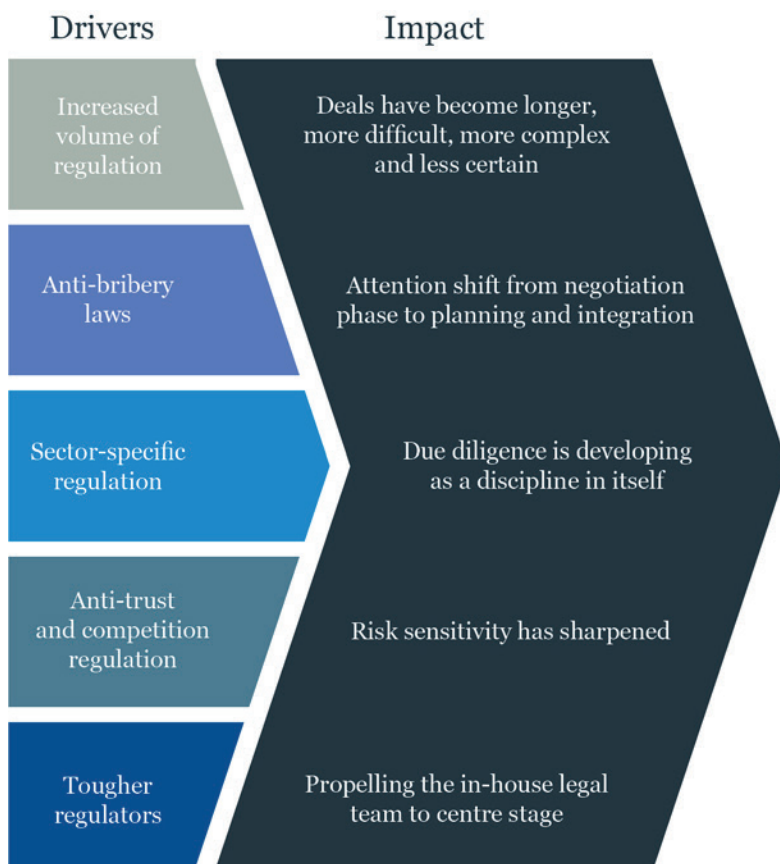 Drivers
Impact
Increased
volume of
regulation
Deals have become longer,
more difficult, more complex
and less certain
Anti-bribery
laws
Attention shift from negotiation
phase to planning and integration
Sector-specific
regulation
Due diligence is developing
as a discipline in itself
Anti-trust
and competition
regulation
Risk sensitivity has sharpened
Tougher
regulators
Propelling the in-house legal
team to centre stage